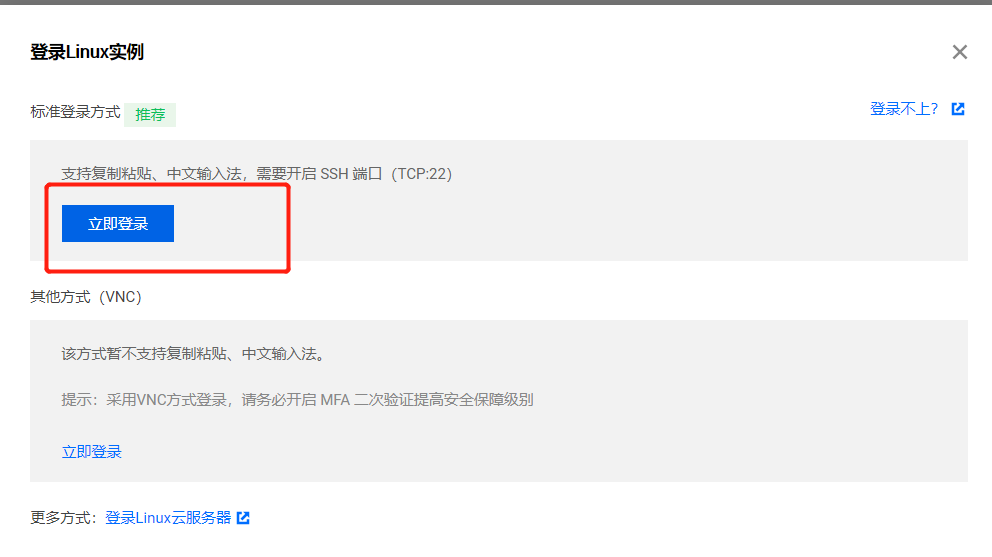 登录Linux实例
标准登录方式 推荐 登录不上?
支持复制粘贴、中文输入法，需要开启 SSH 端口（TCP:22）
立即登录
其他方式（VNC）
该方式暂不支持复制粘贴、中文输入法。
提示：采用VNC方式登录，请务必开启 MFA 二次验证提高安全保障级别
立即登录
更多方式：登录Linux云服务器